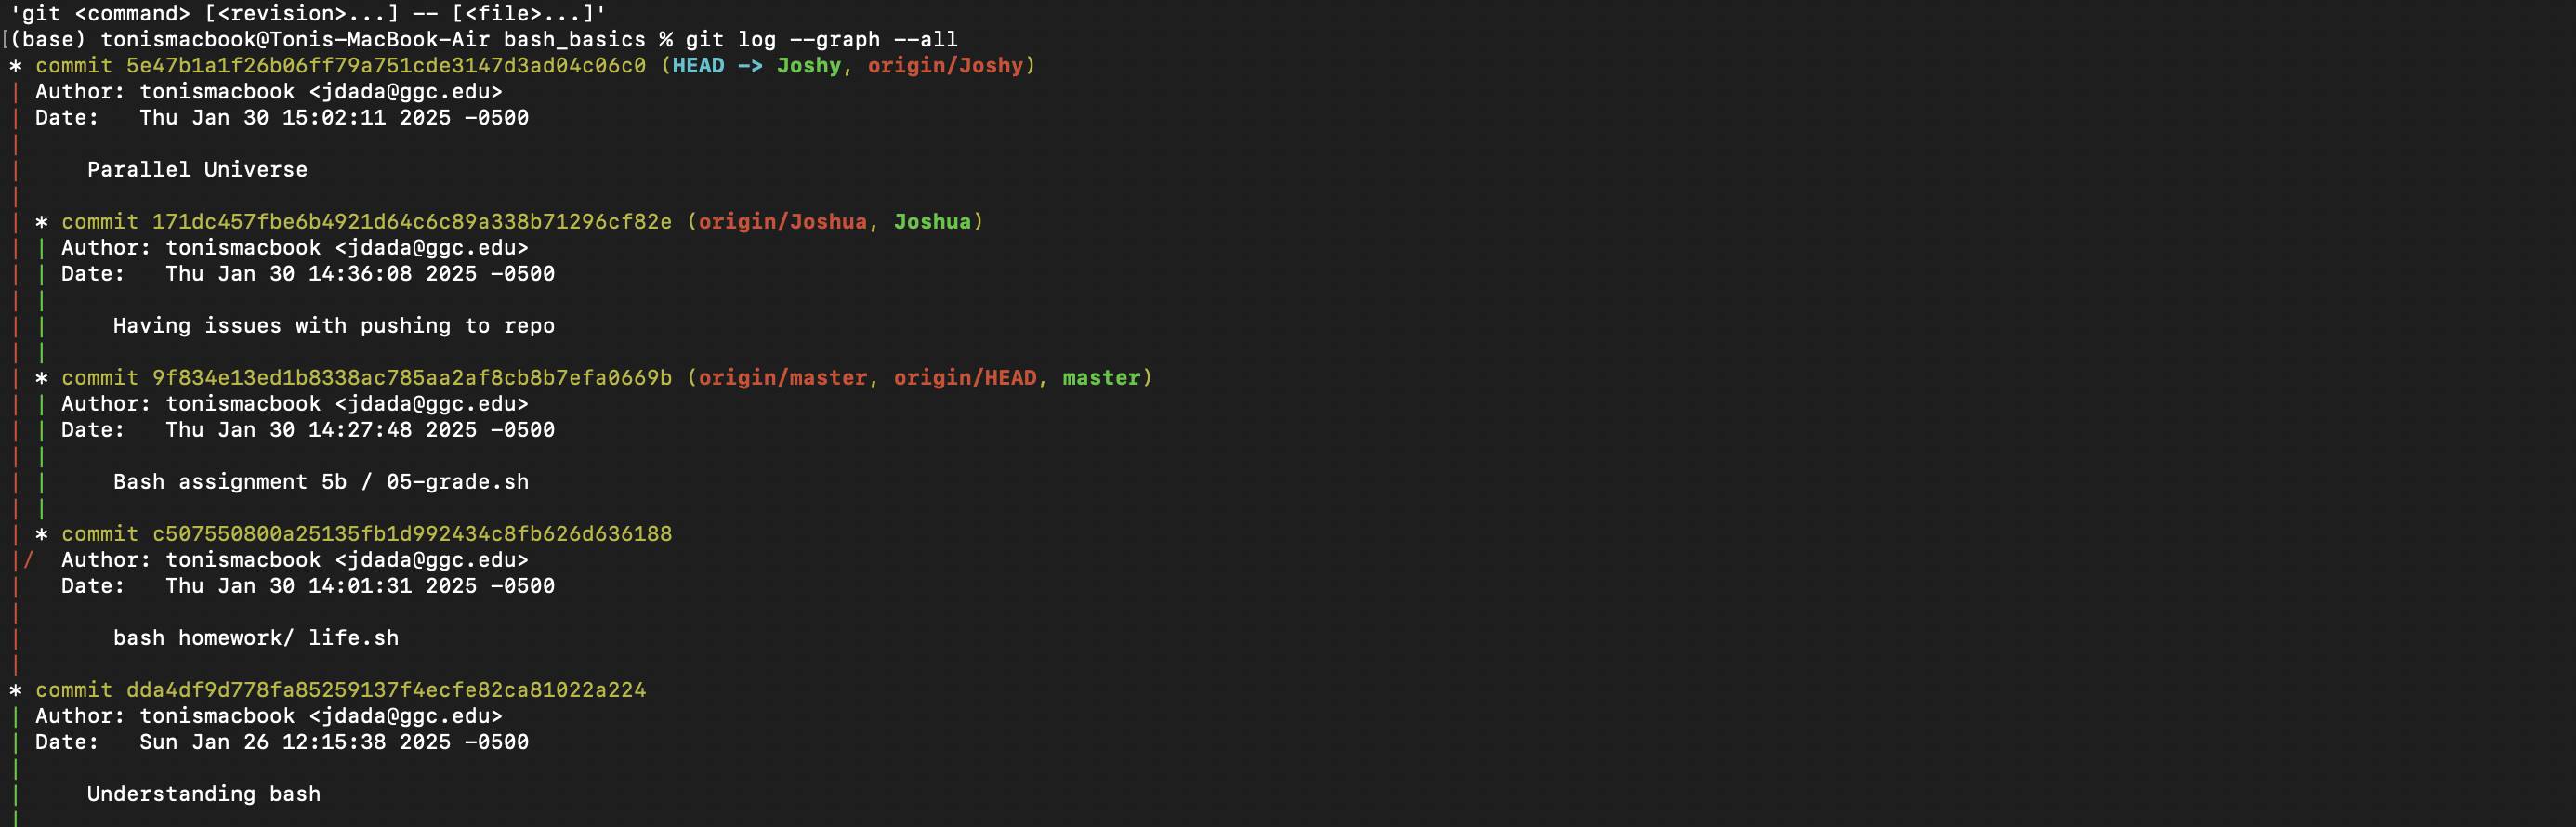 'git <command> [<revision>...] -- [<file>...]'
[(base) tonismacbook@Tonis-MacBook-Air bash_basics % git log --graph --all
* commit 5e47b1a1f26b06ff79a751cde3147d3ad04c06c0 (HEAD -> Joshy, origin/Joshy)
| Author: tonismacbook <jdada@ggc.edu>
| Date:   Thu Jan 30 15:02:11 2025 -0500
|
|     Parallel Universe
|
| * commit 171dc457fbe6b4921d64c6c89a338b71296cf82e (origin/Joshua, Joshua)
| | Author: tonismacbook <jdada@ggc.edu>
| | Date:   Thu Jan 30 14:36:08 2025 -0500
| |
| |     Having issues with pushing to repo
| |
| * commit 9f834e13ed1b8338ac785aa2af8cb8b7efa0669b (origin/master, origin/HEAD, master)
| | Author: tonismacbook <jdada@ggc.edu>
| | Date:   Thu Jan 30 14:27:48 2025 -0500
| |
| |     Bash assignment 5b / 05-grade.sh
| |
| * commit c507550800a25135fb1d992434c8fb626d636188
|/  Author: tonismacbook <jdada@ggc.edu>
|   Date:   Thu Jan 30 14:01:31 2025 -0500
|
|       bash homework/ life.sh
|
* commit dda4df9d778fa85259137f4ecfe82ca81022a224
| Author: tonismacbook <jdada@ggc.edu>
| Date:   Sun Jan 26 12:15:38 2025 -0500
|
|     Understanding bash
|